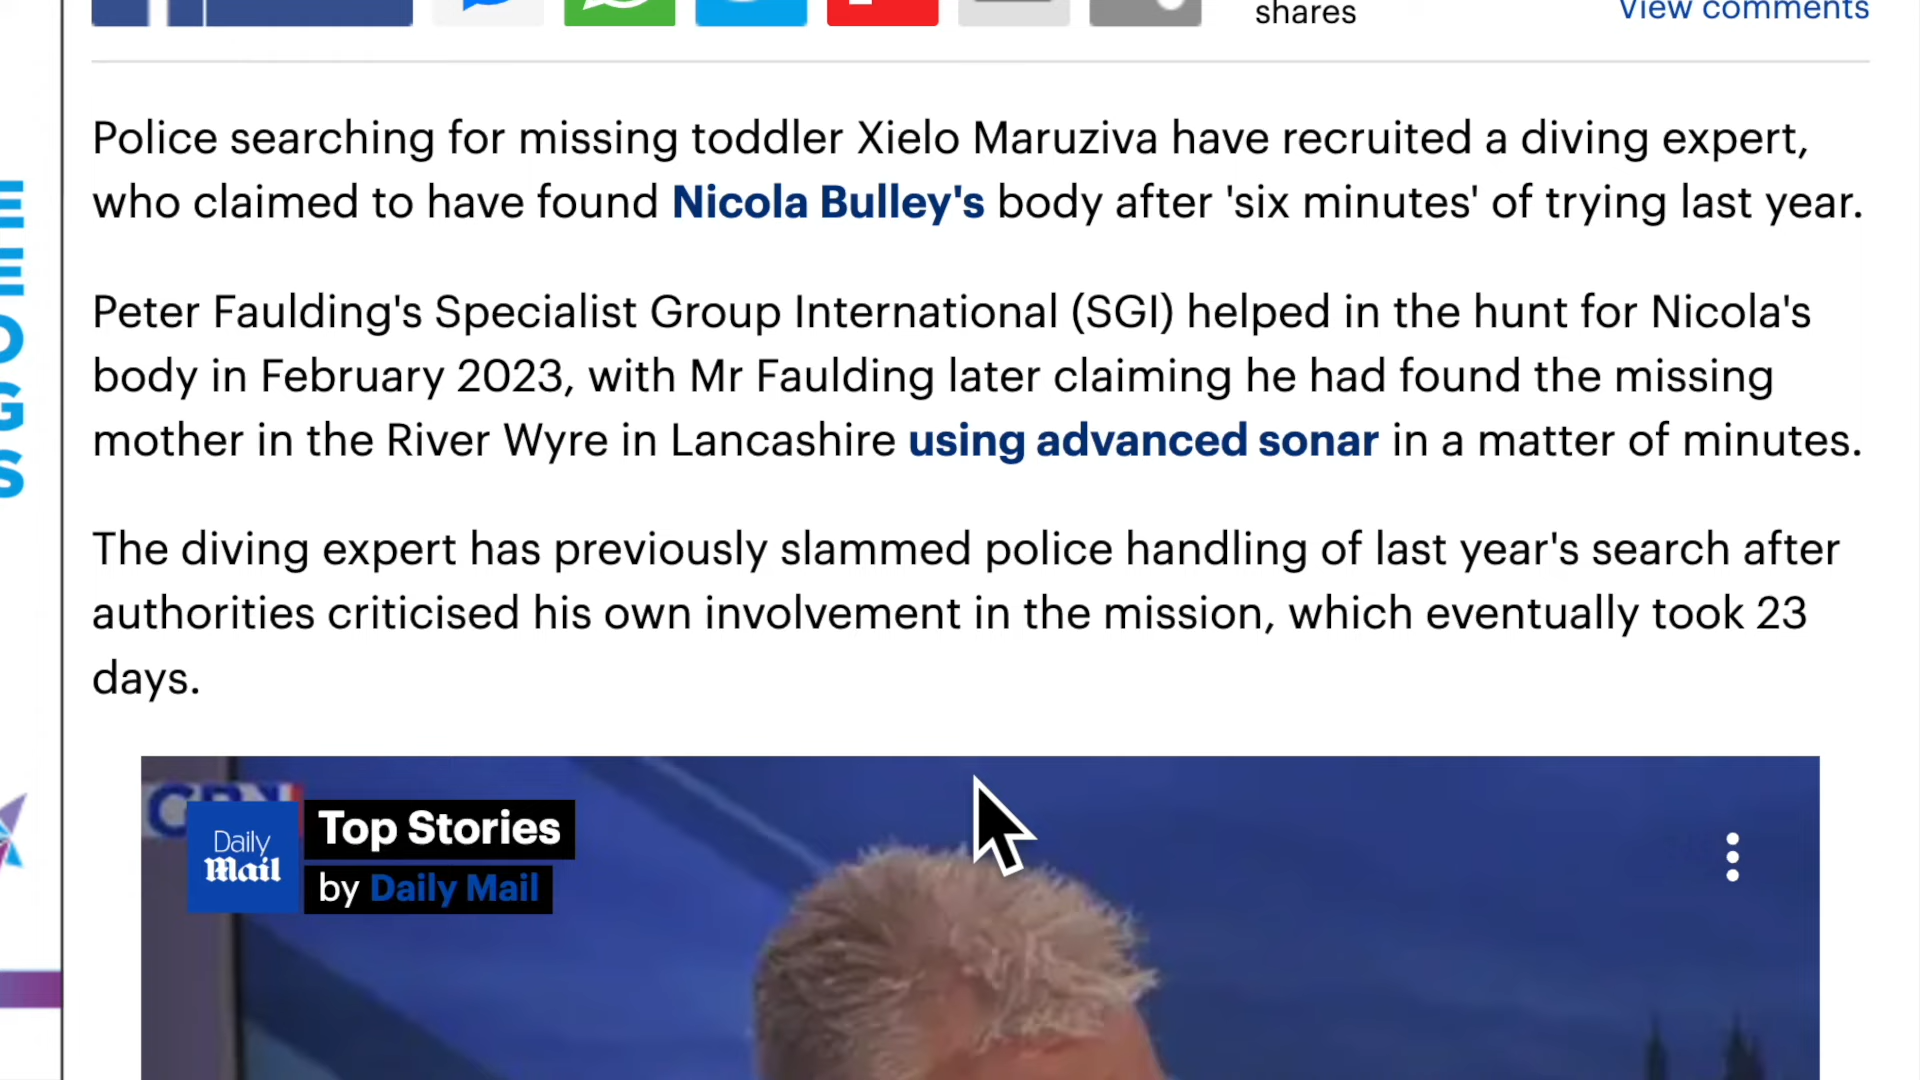 shares
View comments
Police searching for missing toddler Xielo Maruziva have recruited a diving expert,
who claimed to have found Nicola Bulley's body after 'six minutes' of trying last year.
Peter Faulding's Specialist Group International (SGI) helped in the hunt for Nicola's
body in February 2023, with Mr Faulding later claiming he had found the missing
mother in the River Wyre in Lancashire using advanced sonar in a matter of minutes.
The diving expert has previously slammed police handling of last year's search after
authorities criticised his own involvement in the mission, which eventually took 23
days.
Daily
Mail
Top Stories
by Daily Mail